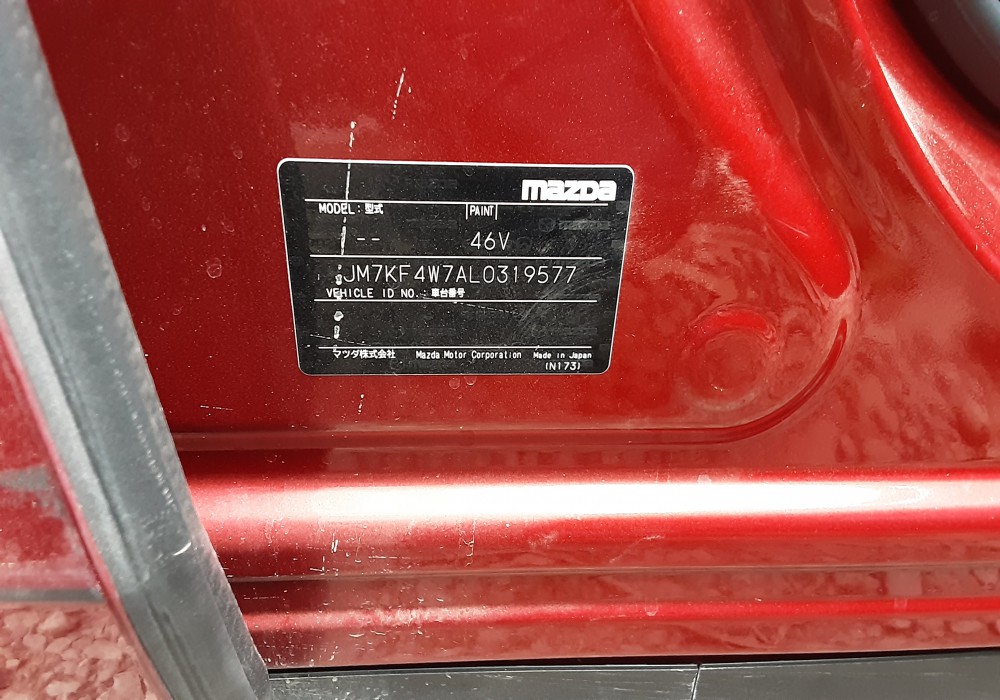 mazda
MODEL : 型式 PAINT
-- 46V
JM7KF4W7AL0319577
VEHICLE ID NO. : 車台番号
マツダ株式会社 Mazda Motor Corporation Made in Japan
(N173)